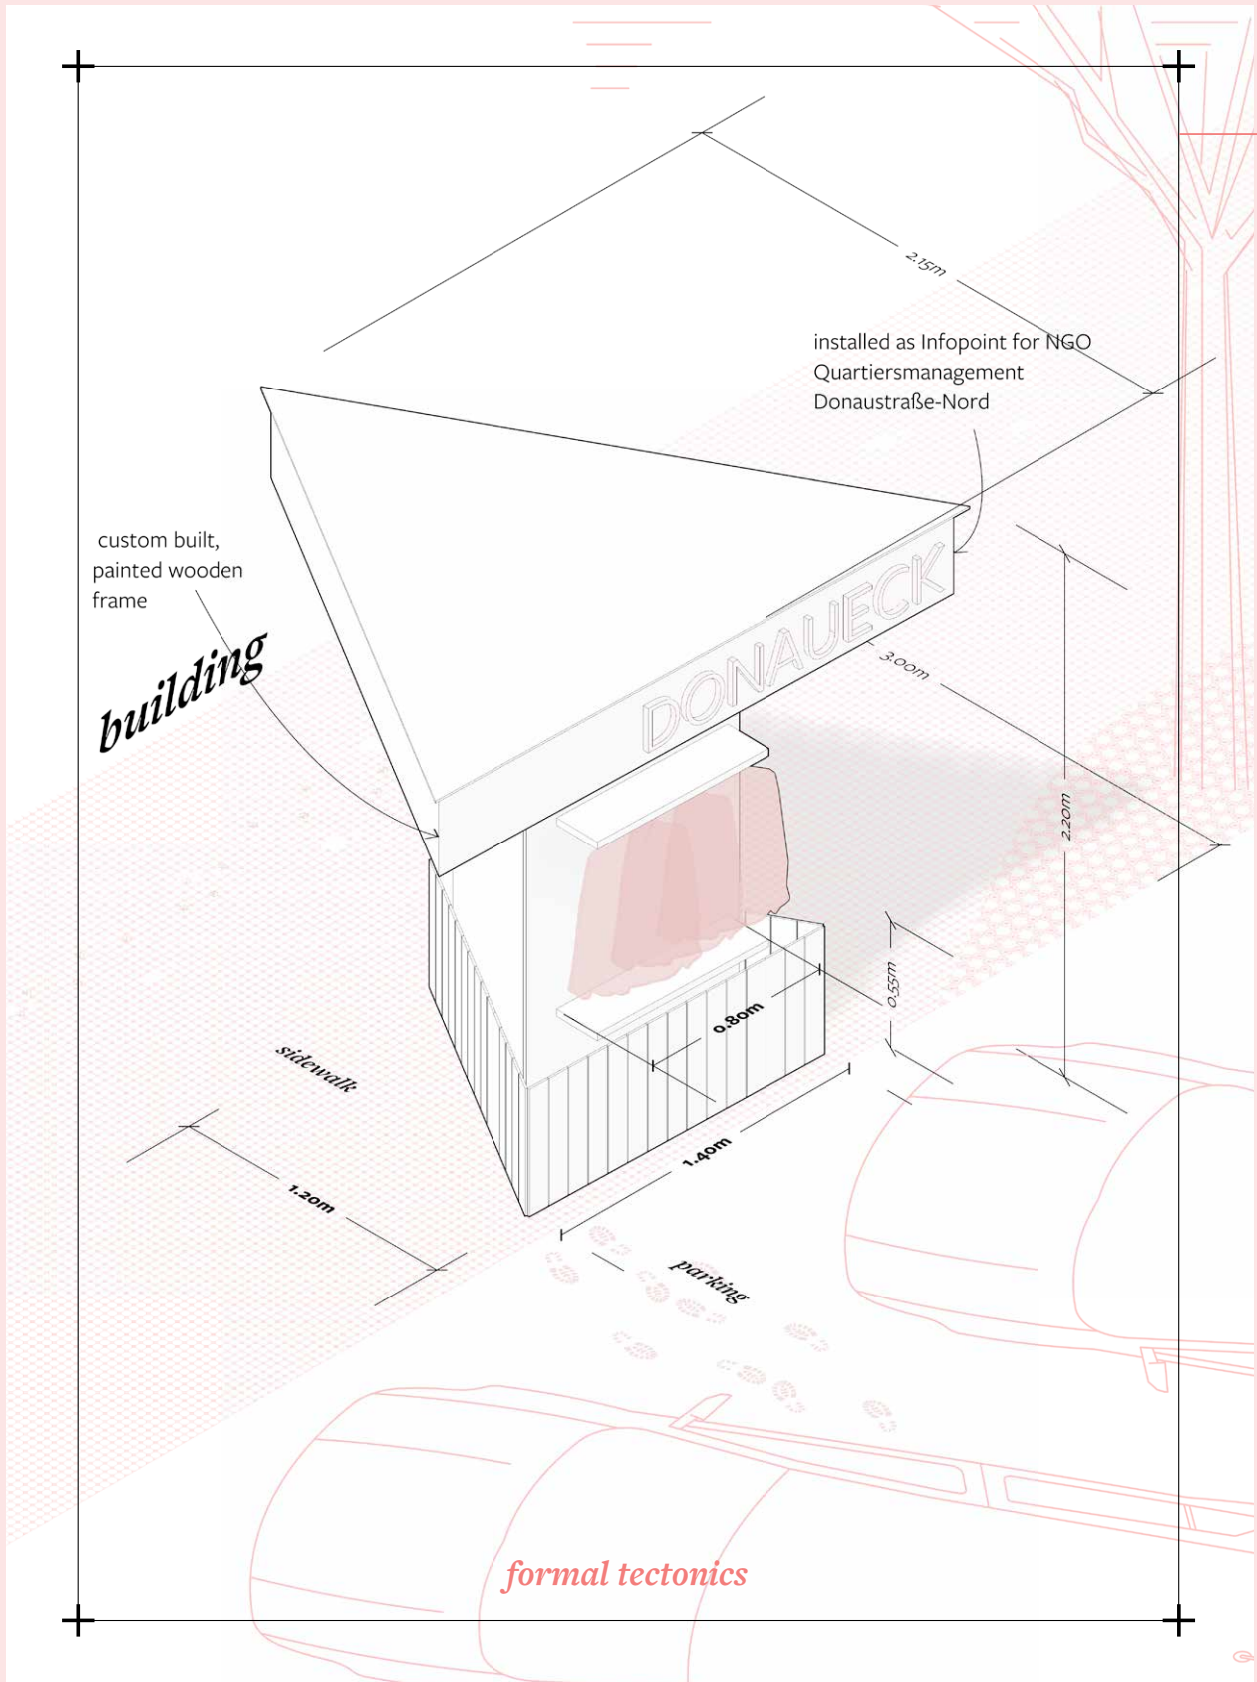 2.15m
installed as Infopoint for NGO
Quartiersmanagement
Donaustraße-Nord
custom built,
painted wooden
frame
building
DONAUECK
3.00m
2.20m
0.55m
0.80m
sidewalk
1.40m
1.20m
parking
formal tectonics